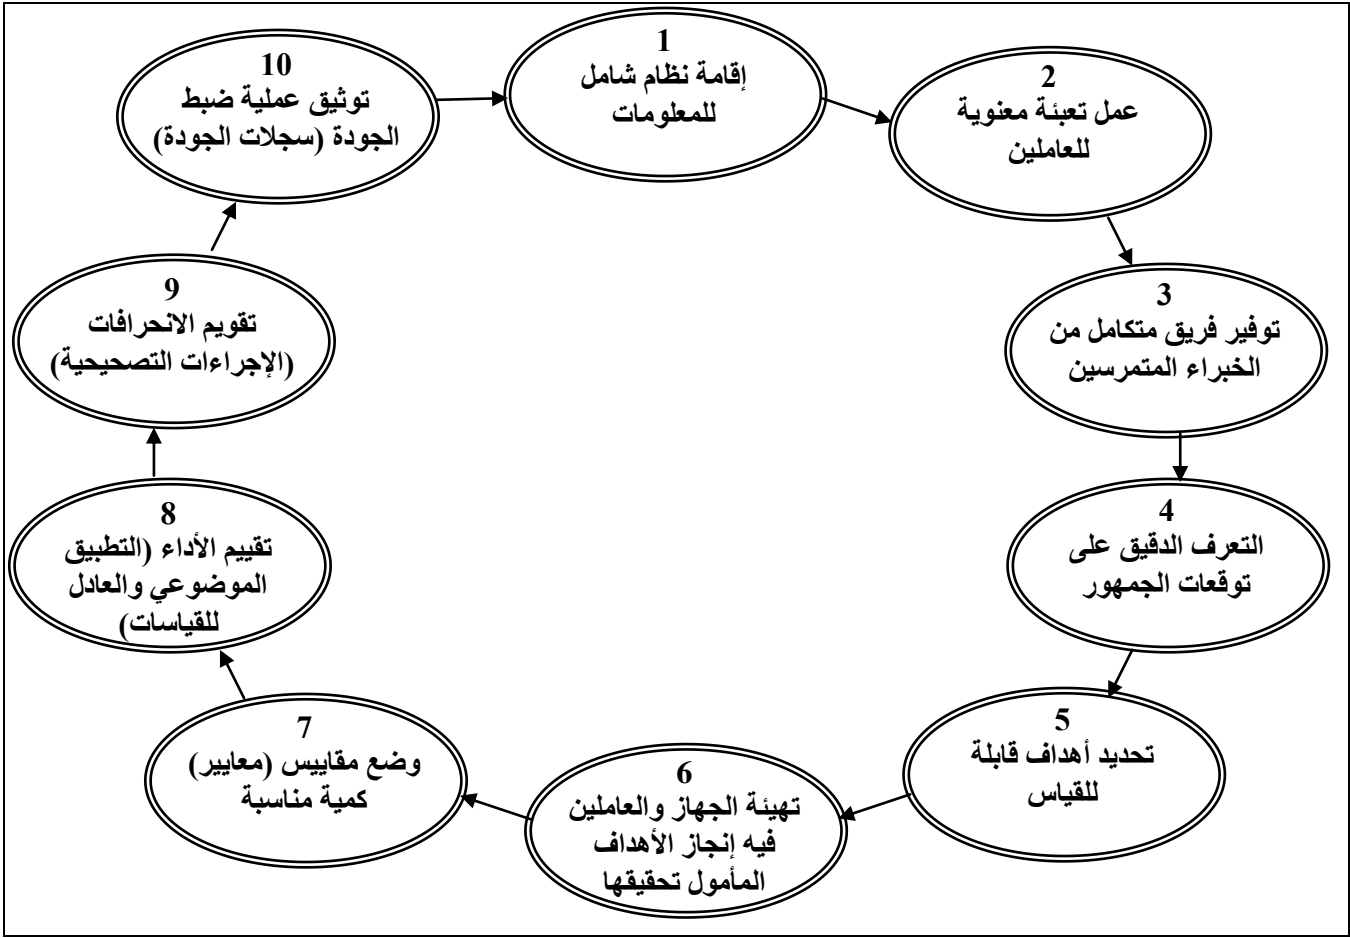 1
إقامة نظام شامل
للمعلومات
2
عمل تعبئة معنوية
للعاملين
3
توفير فريق متكامل من
الخبراء المتمرسين
4
التعرف الدقيق على
توقعات الجمهور
5
تحديد أهداف قابلة
للقياس
6
تهيئة الجهاز والعاملين
فيه إنجاز الأهداف
المأمول تحقيقها
7
وضع مقاييس (معايير)
كمية مناسبة
8
تقييم الأداء (التطبيق
الموضوعي والعادل
للقياسات)
9
تقويم الانحرافات
(الإجراءات التصحيحية)
10
توثيق عملية ضبط
الجودة (سجلات الجودة)